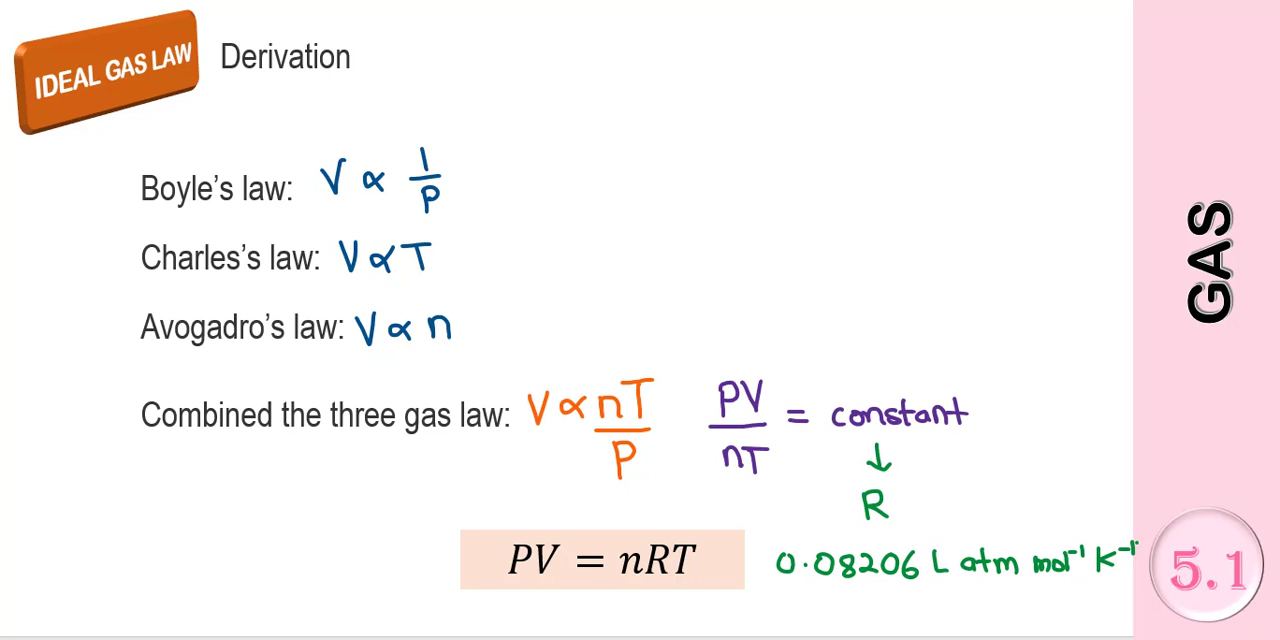 IDEAL GAS LAW Derivation
Boyle's law: V ∝ 1/P
Charles's law: V ∝ T
Avogadro's law: V ∝ n
Combined the three gas law: V ∝ nT/P PV/nT = constant
↓
R
PV = nRT 0.08206 L atm mol⁻¹ K⁻¹
GAS
5.1